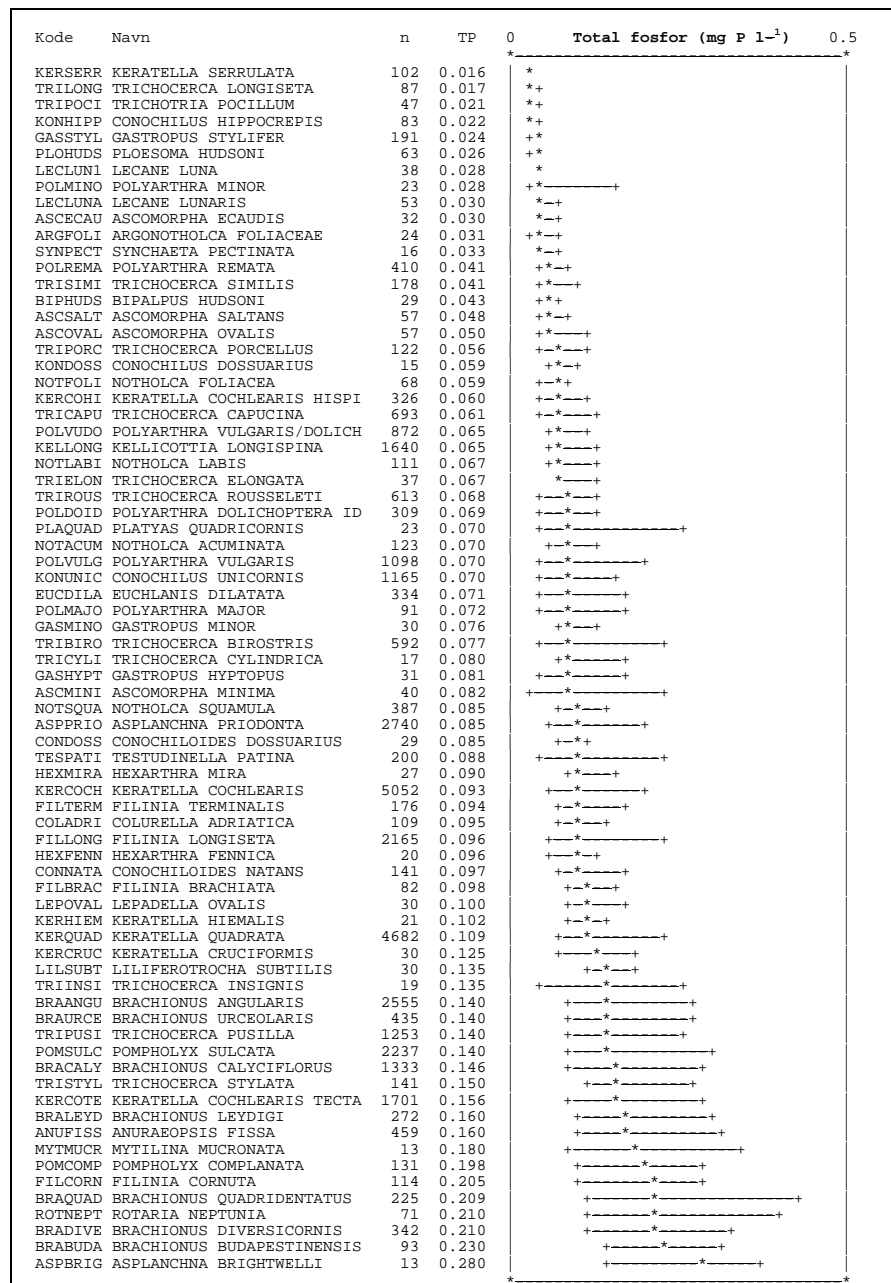 Kode Navn n TP 0 Total fosfor (mg P l⁻¹) 0.5
*-----------------------------------*
KERSERR KERATELLA SERRULATA 102 0.016 *
TRILONG TRICHOCERCA LONGISETA 87 0.017 *+
TRIPOCI TRICHOTRIA POCILLUM 47 0.021 *+
KONHIPP CONOCHILUS HIPPOCREPIS 83 0.022 *+
GASSTYL GASTROPUS STYLIFER 191 0.024 +*
PLOHUDS PLOESOMA HUDSONI 63 0.026 +*
LECLUN1 LECANE LUNA 38 0.028 *
POLMINO POLYARTHRA MINOR 23 0.028 +*-------+
LECLUNA LECANE LUNARIS 53 0.030 *-+
ASCECAU ASCOMORPHA ECAUDIS 32 0.030 *-+
ARGFOLI ARGONOTHOLCA FOLIACEAE 24 0.031 +*-+
SYNPECT SYNCHAETA PECTINATA 16 0.033 *-+
POLREMA POLYARTHRA REMATA 410 0.041 +*-+
TRISIMI TRICHOCERCA SIMILIS 178 0.041 +*--+
BIPHUDS BIPALPUS HUDSONI 29 0.043 +*+
ASCSALT ASCOMORPHA SALTANS 57 0.048 +*-+
ASCOVAL ASCOMORPHA OVALIS 57 0.050 +*---+
TRIPORC TRICHOCERCA PORCELLUS 122 0.056 +-*--+
KONDOSS CONOCHILUS DOSSUARIUS 15 0.059 +*-+
NOTFOLI NOTHOLCA FOLIACEA 68 0.059 +-*+
KERCOHI KERATELLA COCHLEARIS HISPI 326 0.060 +-*--+
TRICAPU TRICHOCERCA CAPUCINA 693 0.061 +-*---+
POLVUDO POLYARTHRA VULGARIS/DOLICH 872 0.065 +*--+
KELLONG KELLICOTTIA LONGISPINA 1640 0.065 +*---+
NOTLABI NOTHOLCA LABIS 111 0.067 +*---+
TRIELON TRICHOCERCA ELONGATA 37 0.067 *---+
TRIROUS TRICHOCERCA ROUSSELETI 613 0.068 +--*--+
POLDOID POLYARTHRA DOLICHOPTERA ID 309 0.069 +--*--+
PLAQUAD PLATYAS QUADRICORNIS 23 0.070 +--*-----------+
NOTACUM NOTHOLCA ACUMINATA 123 0.070 +-*--+
POLVULG POLYARTHRA VULGARIS 1098 0.070 +--*-------+
KONUNIC CONOCHILUS UNICORNIS 1165 0.070 +--*----+
EUCDILA EUCHLANIS DILATATA 334 0.071 +--*-----+
POLMAJO POLYARTHRA MAJOR 91 0.072 +--*-----+
GASMINO GASTROPUS MINOR 30 0.076 +*--+
TRIBIRO TRICHOCERCA BIROSTRIS 592 0.077 +--*---------+
TRICYLI TRICHOCERCA CYLINDRICA 17 0.080 +*-----+
GASHYPT GASTROPUS HYPTOPUS 31 0.081 +--*-----+
ASCMINI ASCOMORPHA MINIMA 40 0.082 +---*---------+
NOTSQUA NOTHOLCA SQUAMULA 387 0.085 +-*--+
ASPPRIO ASPLANCHNA PRIODONTA 2740 0.085 +--*------+
CONDOSS CONOCHILOIDES DOSSUARIUS 29 0.085 +-*+
TESPATI TESTUDINELLA PATINA 200 0.088 +---*--------+
HEXMIRA HEXARTHRA MIRA 27 0.090 +*---+
KERCOCH KERATELLA COCHLEARIS 5052 0.093 +--*------+
FILTERM FILINIA TERMINALIS 176 0.094 +-*----+
COLADRI COLURELLA ADRIATICA 109 0.095 +-*--+
FILLONG FILINIA LONGISETA 2165 0.096 +--*--------+
HEXFENN HEXARTHRA FENNICA 20 0.096 +--*-+
CONNATA CONOCHILOIDES NATANS 141 0.097 +-*----+
FILBRAC FILINIA BRACHIATA 82 0.098 +-*--+
LEPOVAL LEPADELLA OVALIS 30 0.100 +-*---+
KERHIEM KERATELLA HIEMALIS 21 0.102 +-*-+
KERQUAD KERATELLA QUADRATA 4682 0.109 +--*-------+
KERCRUC KERATELLA CRUCIFORMIS 30 0.125 +---*---+
LILSUBT LILIFEROTROCHA SUBTILIS 30 0.135 +-*--+
TRIINSI TRICHOCERCA INSIGNIS 19 0.135 +------*-------+
BRAANGU BRACHIONUS ANGULARIS 2555 0.140 +---*--------+
BRAURCE BRACHIONUS URCEOLARIS 435 0.140 +---*--------+
TRIPUSI TRICHOCERCA PUSILLA 1253 0.140 +---*-------+
POMSULC POMPHOLYX SULCATA 2237 0.140 +---*----------+
BRACALY BRACHIONUS CALYCIFLORUS 1333 0.146 +----*--------+
TRISTYL TRICHOCERCA STYLATA 141 0.150 +--*-------+
KERCOTE KERATELLA COCHLEARIS TECTA 1701 0.156 +----*--------+
BRALEYD BRACHIONUS LEYDIGI 272 0.160 +----*--------+
ANUFISS ANURAEOPSIS FISSA 459 0.160 +----*---------+
MYTMUCR MYTILINA MUCRONATA 13 0.180 +------*----------+
POMCOMP POMPHOLYX COMPLANATA 131 0.198 +------*-----+
FILCORN FILINIA CORNUTA 114 0.205 +-------*----+
BRAQUAD BRACHIONUS QUADRIDENTATUS 225 0.209 +------*--------------+
ROTNEPT ROTARIA NEPTUNIA 71 0.210 +------*------------+
BRADIVE BRACHIONUS DIVERSICORNIS 342 0.210 +------*-------+
BRABUDA BRACHIONUS BUDAPESTINENSIS 93 0.230 +-----*-----+
ASPBRIG ASPLANCHNA BRIGHTWELLI 13 0.280 +---------*-----+
*-----------------------------------*